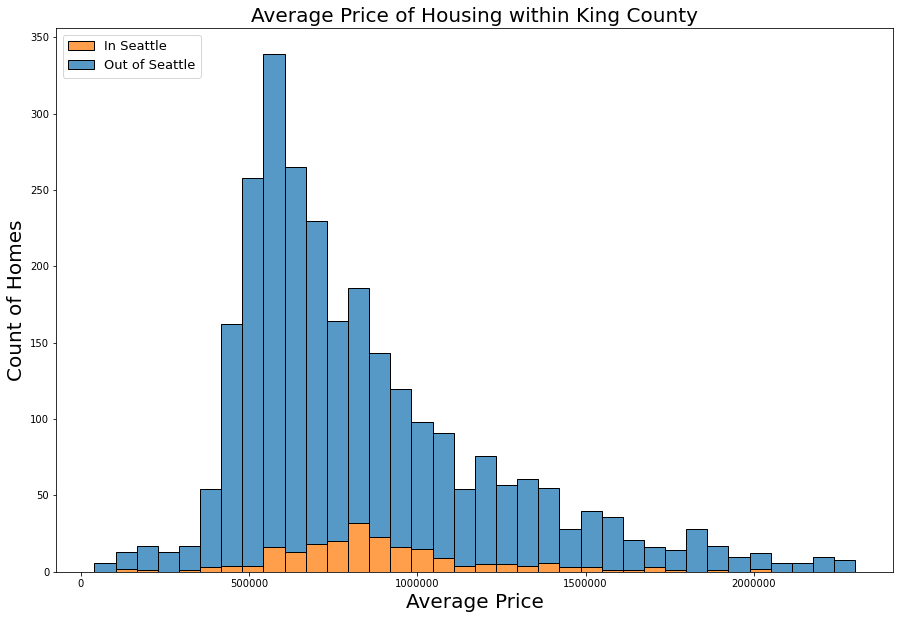 Average Price of Housing within King County
In Seattle
Out of Seattle
350
300
250
200
150
100
50
0
Count of Homes
0 500000 1000000 1500000 2000000
Average Price